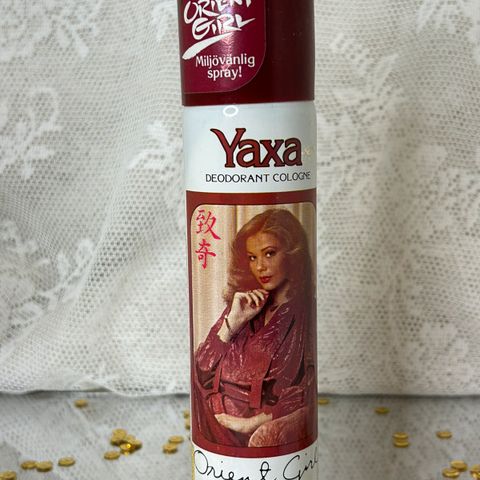 ORIENT
GIRL
Miljövänlig
spray!
Yaxa
DEODORANT COLOGNE
致
奇
Orient Girl